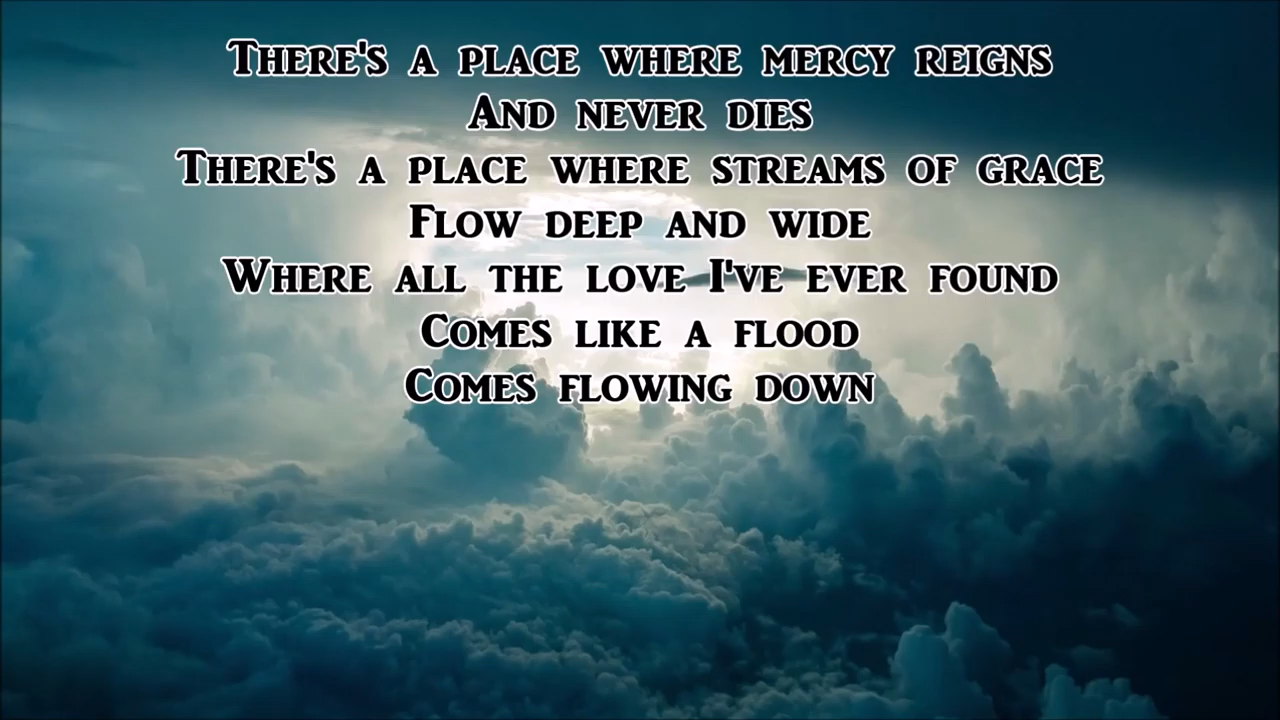 There's a place where mercy reigns
And never dies
There's a place where streams of grace
Flow deep and wide
Where all the love I've ever found
Comes like a flood
Comes flowing down